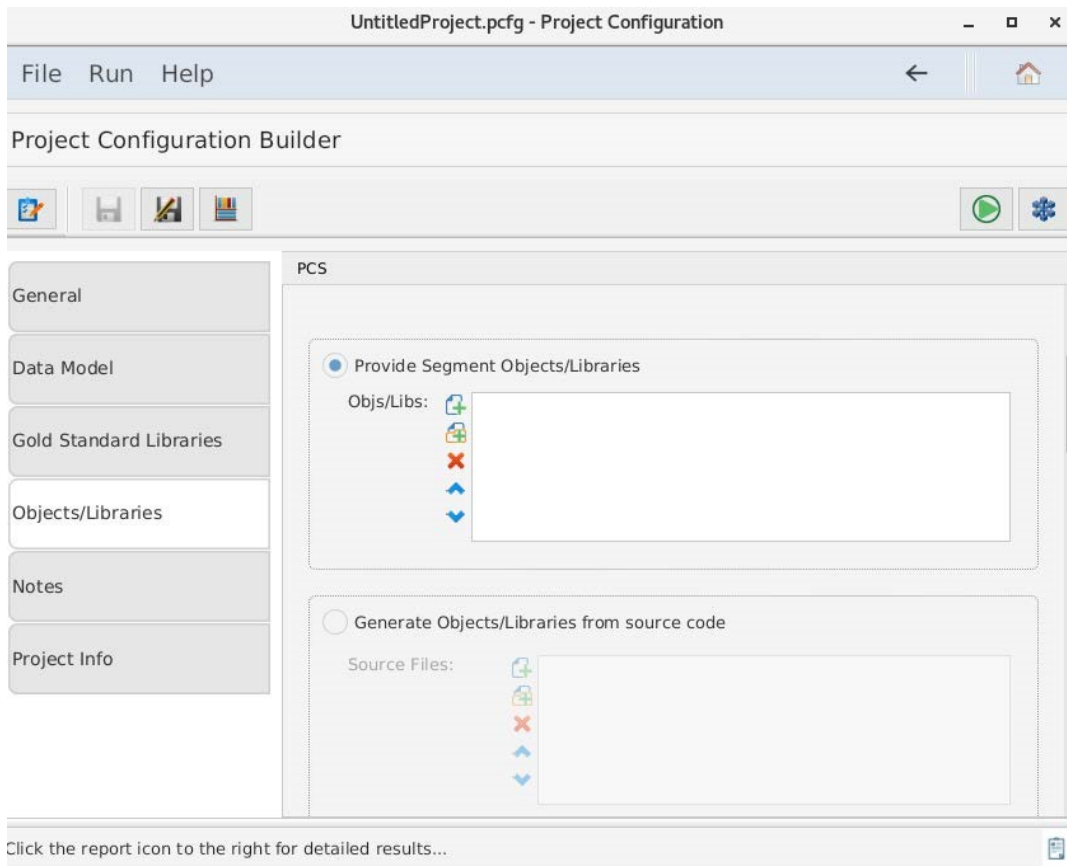 UntitledProject.pcfg - Project Configuration
File Run Help
Project Configuration Builder
General
Data Model
Gold Standard Libraries
Objects/Libraries
Notes
Project Info
PCS
Provide Segment Objects/Libraries
Objs/Libs:
Generate Objects/Libraries from source code
Source Files:
Click the report icon to the right for detailed results...